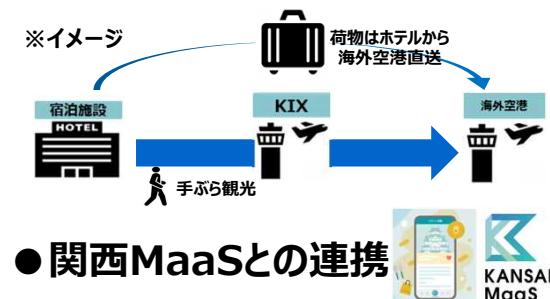 ※イメージ
荷物はホテルから
海外空港直送
宿泊施設
HOTEL
KIX
海外空港
手ぶら観光
●関西MaaSとの連携
KANSAI
MaaS